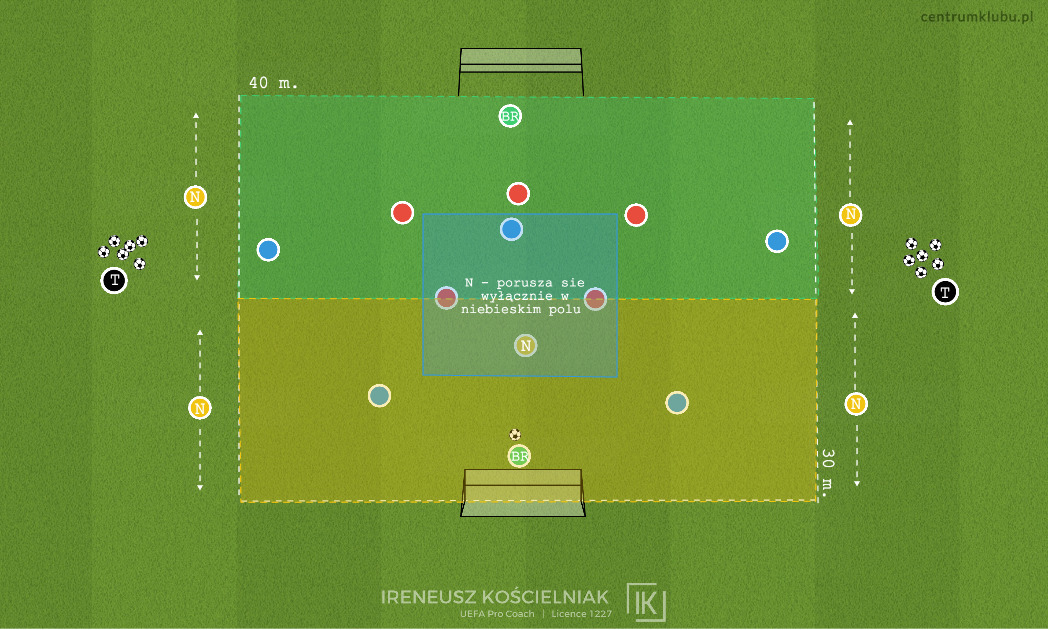 centrumklubu.pl
40 m.
BR
N
N
T
T
N - porusza sie
wyłącznie w
niebieskim polu
N
N
N
BR
30 m.
IRENEUSZ KOŚCIELNIAK
UEFA Pro Coach | Licence 1227
IK